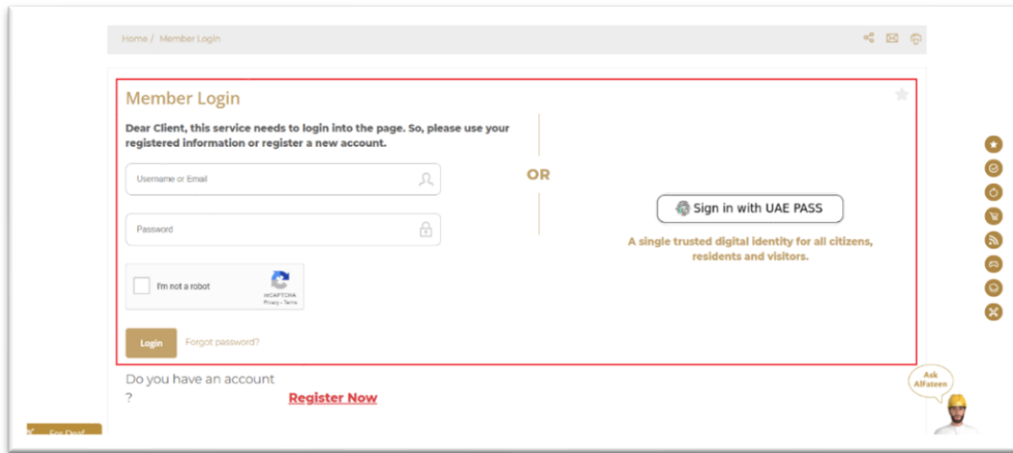 Home / Member Login
Member Login
Dear Client, this service needs to login into the page. So, please use your
registered information or register a new account.
Username or Email
Password
I'm not a robot
reCAPTCHA
Privacy - Terms
Login
Forgot password?
OR
Sign in with UAE PASS
A single trusted digital identity for all citizens,
residents and visitors.
Do you have an account
?
Register Now
Ask
AlFateen
For Deaf